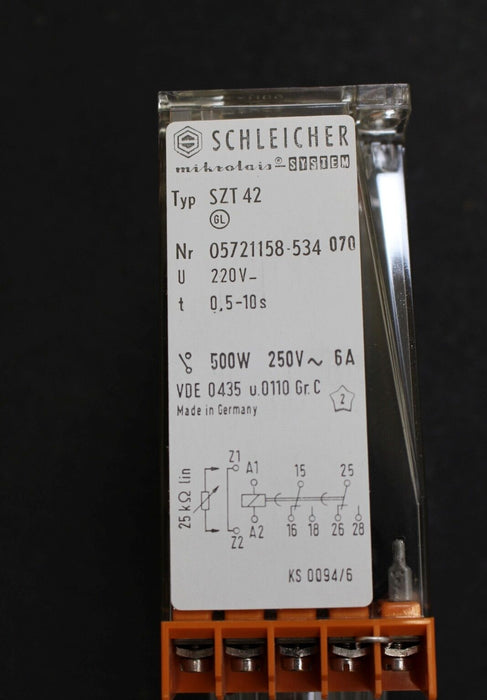 SCHLEICHER
mikrolais®-SYSTEM
Typ SZT 42
GL
Nr 05721158-534 070
U 220V-
t 0,5-10s
500W 250V~ 6A
VDE 0435 u.0110 Gr.C 2
Made in Germany
25 kΩ lin
Z1 A1 15 25
Z2 A2 16 18 26 28
KS 0094/6